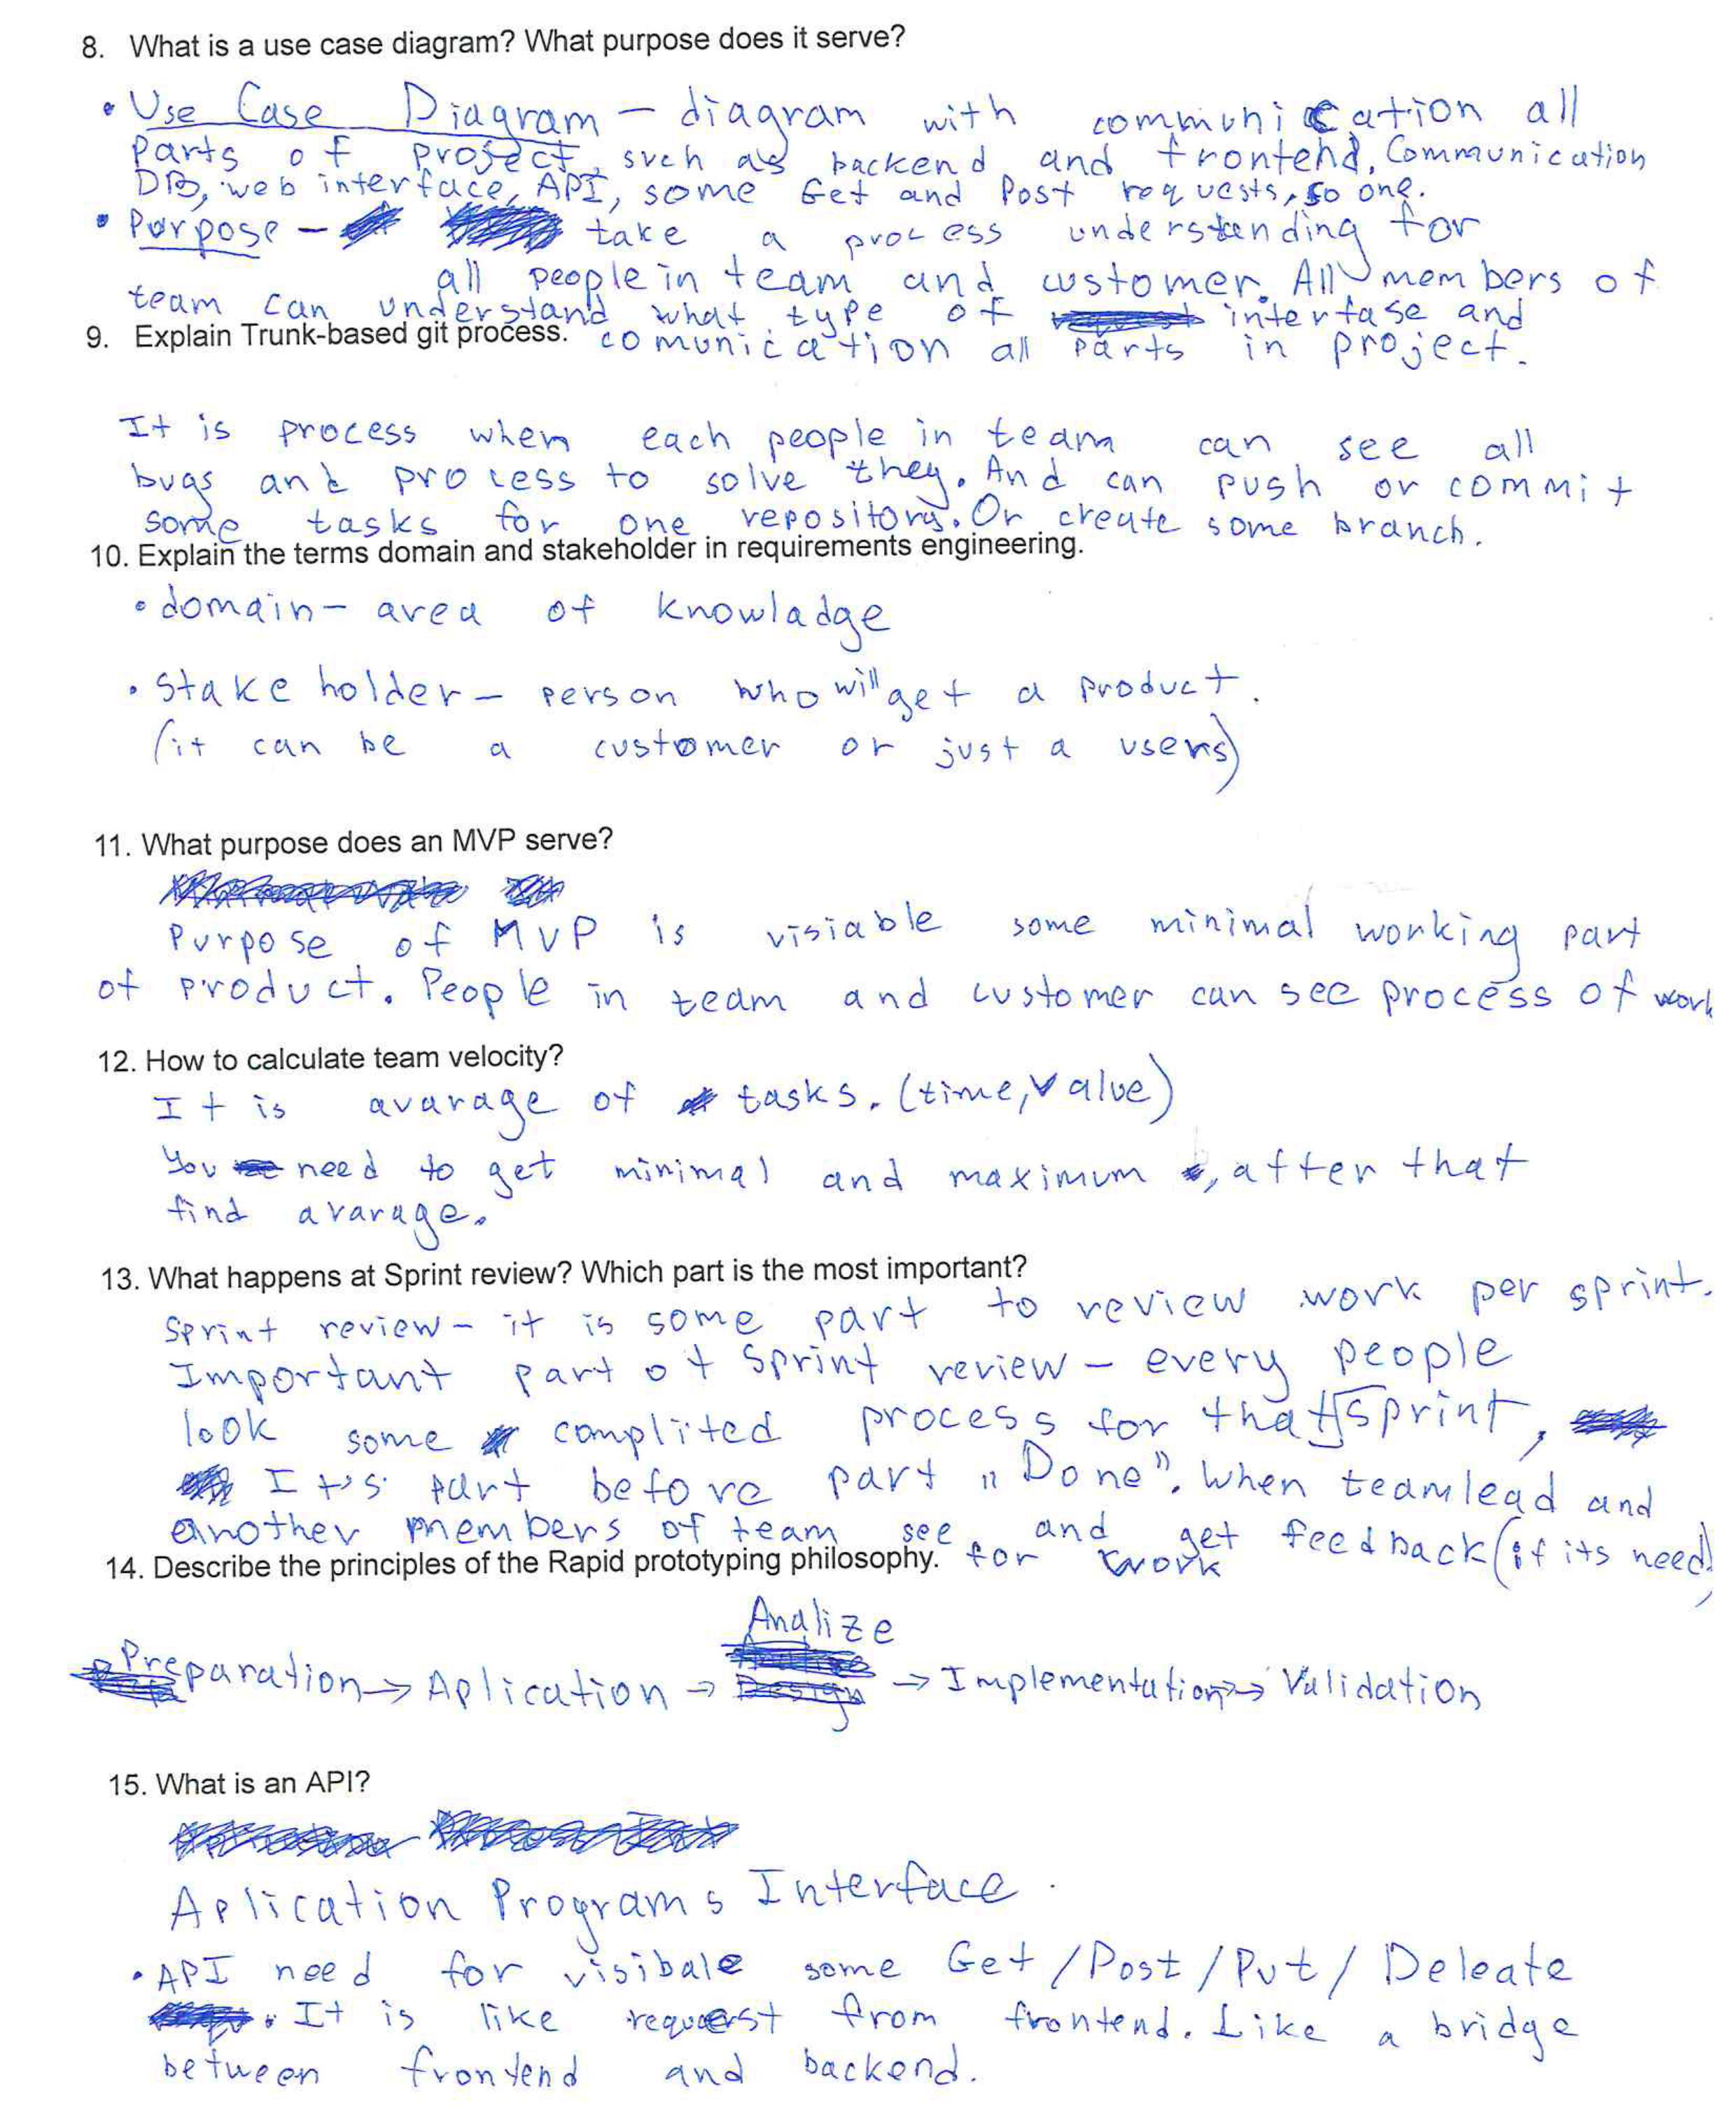 8. What is a use case diagram? What purpose does it serve?
• Use Case Diagram - diagram with communication all
parts of project, such as backend and frontend. Communication
DB, web interface, API, some Get and Post requests, so one.
• Purpose - take a process understanding for
all people in team and customer. All members of
team can understand what type of interfase and
comunication all parts in project.
9. Explain Trunk-based git process.
It is process when each people in team can see all
bugs and process to solve they. And can push or commit
some tasks for one repository. Or create some branch.
10. Explain the terms domain and stakeholder in requirements engineering.
• domain - area of knowladge
• stake holder - person who will get a product.
(it can be a customer or just a users)
11. What purpose does an MVP serve?
Purpose of MVP is visiable some minimal working part
of product. People in team and customer can see process of work
12. How to calculate team velocity?
It is avarage of tasks. (time, value)
You need to get minimal and maximum, after that
find avarage.
13. What happens at Sprint review? Which part is the most important?
Sprint review - it is some part to review work per sprint.
Important part of Sprint review - every people
look some complited process for that sprint,
It's part before part "Done". When teamlead and
another members of team see and get feedback (if its need)
for work
14. Describe the principles of the Rapid prototyping philosophy.
Analize
Preparation → Aplication → → Implementation → Validation
15. What is an API?
Aplication Programs Interface.
• API need for visibale some Get/Post/Put/Deleate
• It is like request from frontend. Like a bridge
between frontend and backend.